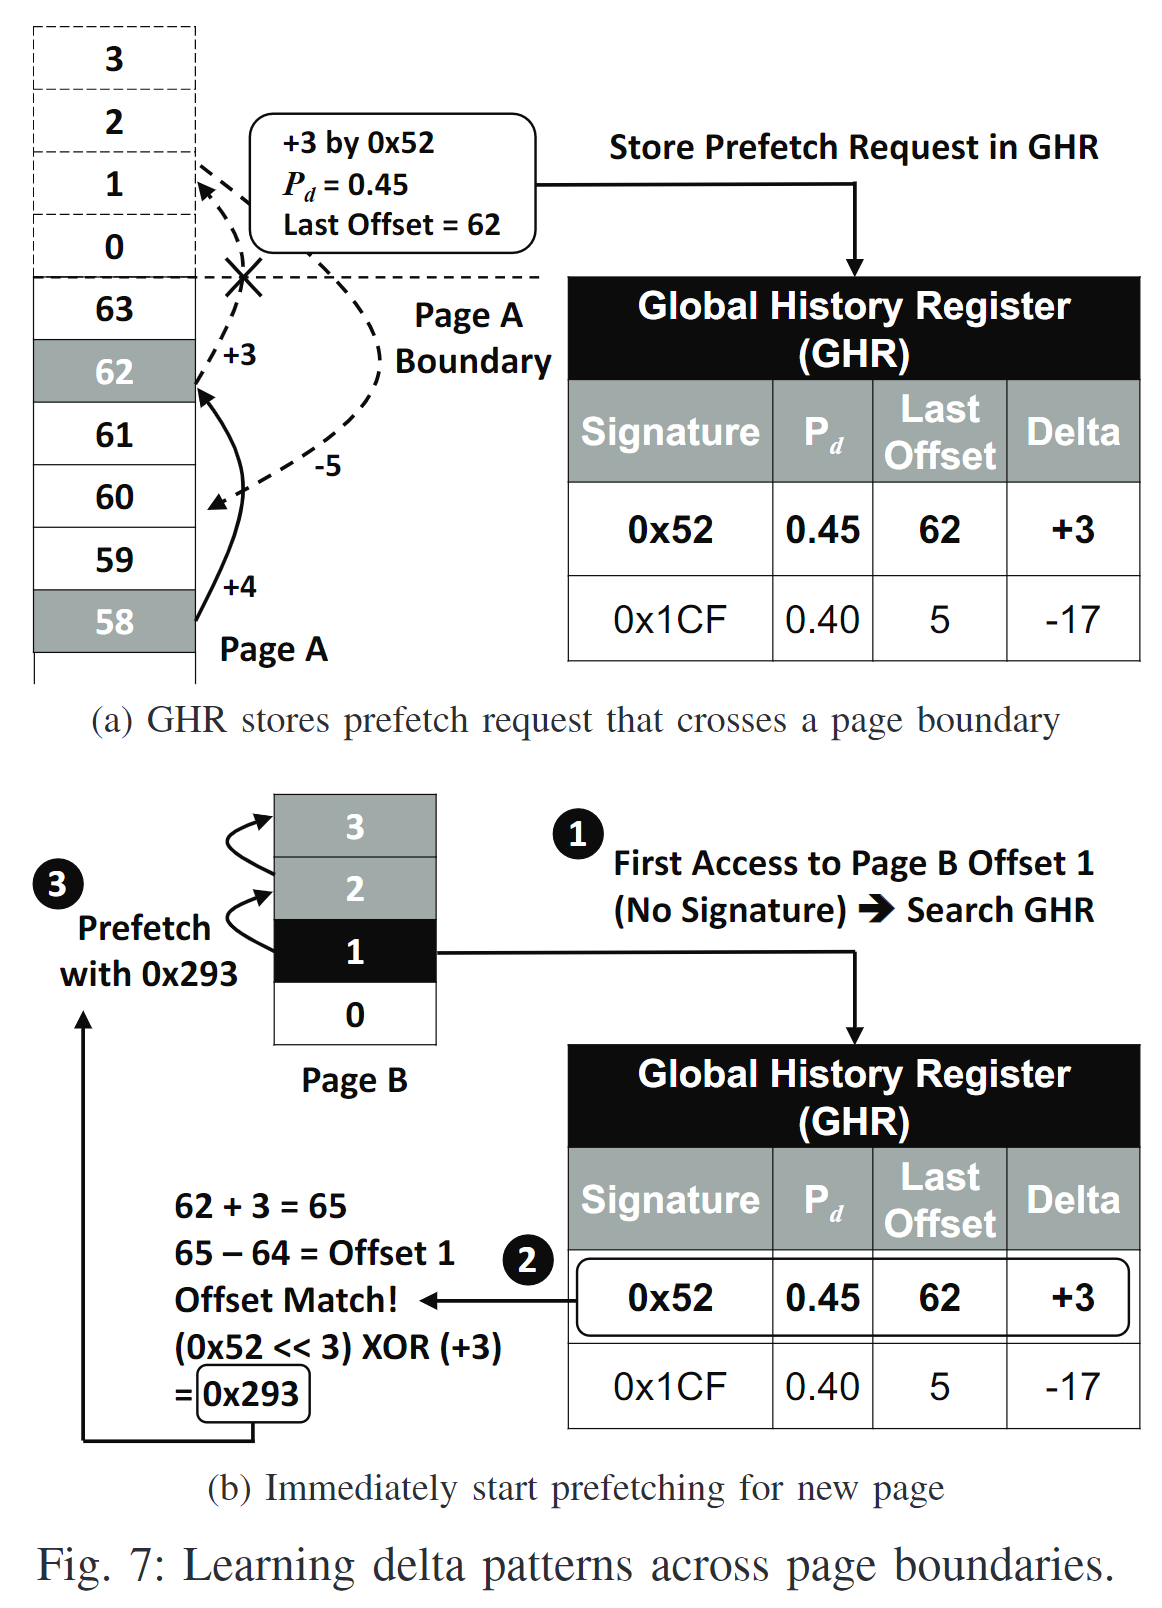 3
2
1
0
63
62
61
60
59
58
+3 by 0x52
Pd = 0.45
Last Offset = 62
Store Prefetch Request in GHR
Page A
Boundary
+3
-5
+4
Page A
Global History Register
(GHR)
Signature Pd Last Offset Delta
0x52 0.45 62 +3
0x1CF 0.40 5 -17
(a) GHR stores prefetch request that crosses a page boundary
3
2
1
0
Page B
1
First Access to Page B Offset 1
(No Signature) 🡺 Search GHR
3
Prefetch
with 0x293
Global History Register
(GHR)
Signature Pd Last Offset Delta
0x52 0.45 62 +3
0x1CF 0.40 5 -17
2
62 + 3 = 65
65 – 64 = Offset 1
Offset Match!
(0x52 << 3) XOR (+3)
= 0x293
(b) Immediately start prefetching for new page
Fig. 7: Learning delta patterns across page boundaries.